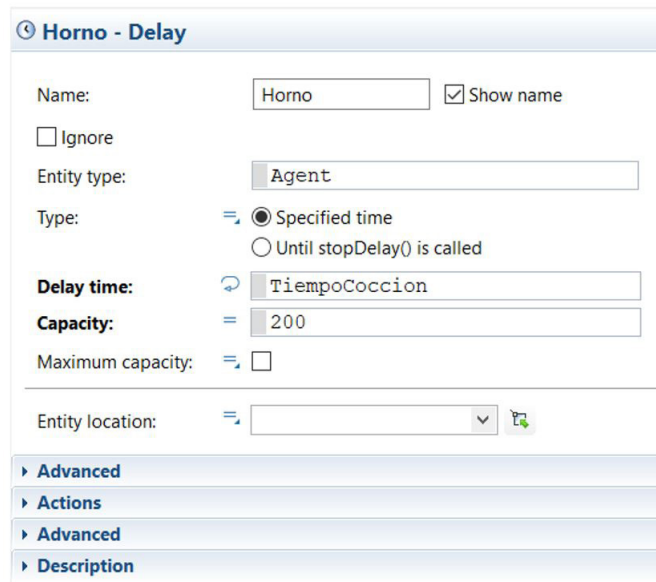 Horno - Delay
Name: Horno Show name
Ignore
Entity type: Agent
Type: Specified time
Until stopDelay() is called
Delay time: TiempoCoccion
Capacity: 200
Maximum capacity:
Entity location:
Advanced
Actions
Advanced
Description